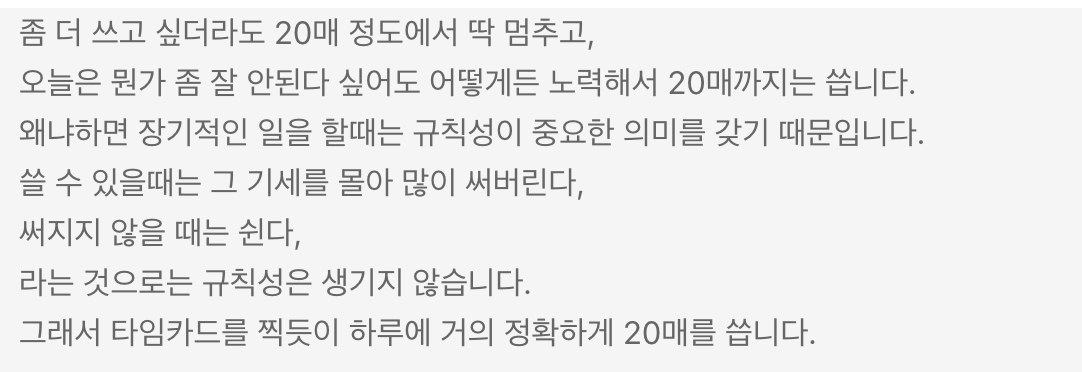 좀 더 쓰고 싶더라도 20매 정도에서 딱 멈추고,
오늘은 뭔가 좀 잘 안된다 싶어도 어떻게든 노력해서 20매까지는 씁니다.
왜냐하면 장기적인 일을 할때는 규칙성이 중요한 의미를 갖기 때문입니다.
쓸 수 있을때는 그 기세를 몰아 많이 써버린다,
써지지 않을 때는 쉰다,
라는 것으로는 규칙성은 생기지 않습니다.
그래서 타임카드를 찍듯이 하루에 거의 정확하게 20매를 씁니다.